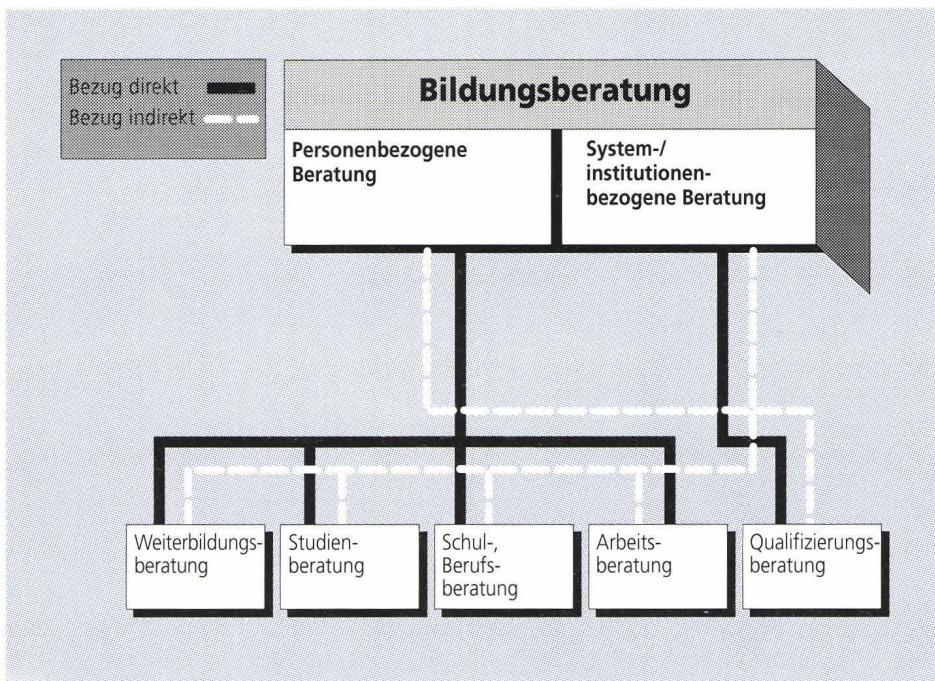 Bezug direkt
Bezug indirekt
Bildungsberatung
Personenbezogene
Beratung
System-/
institutionen-
bezogene Beratung
Weiterbildungs-
beratung
Studien-
beratung
Schul-,
Berufs-
beratung
Arbeits-
beratung
Qualifizierungs-
beratung